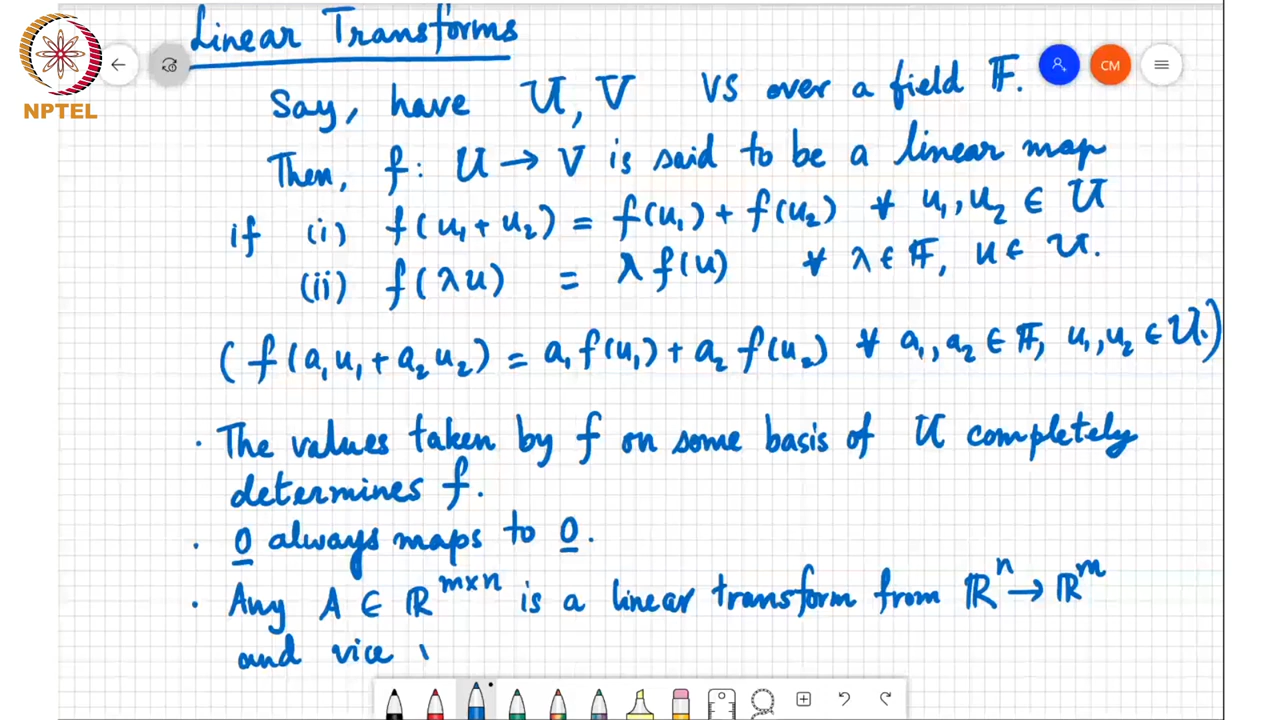 Linear Transforms
NPTEL
CM
Say, have U, V VS over a field 𝔽.
Then, f: U → V is said to be a linear map
if (i) f(u₁ + u₂) = f(u₁) + f(u₂) ∀ u₁, u₂ ∈ U
(ii) f(λu) = λ f(u) ∀ λ ∈ 𝔽, u ∈ U.
(f(a₁u₁ + a₂u₂) = a₁f(u₁) + a₂ f(u₂) ∀ a₁, a₂ ∈ 𝔽, u₁, u₂ ∈ U.)
· The values taken by f on some basis of U completely
determines f.
· 0 always maps to 0.
· Any A ∈ ℝᵐˣⁿ is a linear transform from ℝⁿ → ℝᵐ
and vice